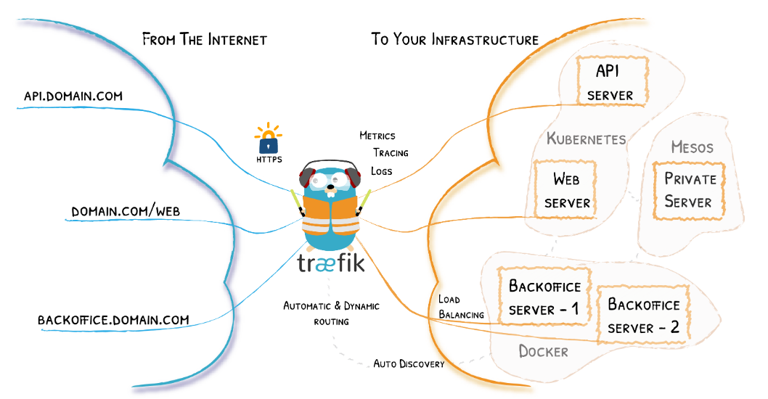 From The Internet
To Your Infrastructure
API.DOMAIN.COM
DOMAIN.COM/WEB
BACKOFFICE.DOMAIN.COM
HTTPS
Metrics
Tracing
Logs
træfik
Automatic & Dynamic
routing
Auto Discovery
Load
Balancing
API
server
Kubernetes
Web
server
Mesos
Private
Server
Backoffice
server - 1
Backoffice
server - 2
Docker